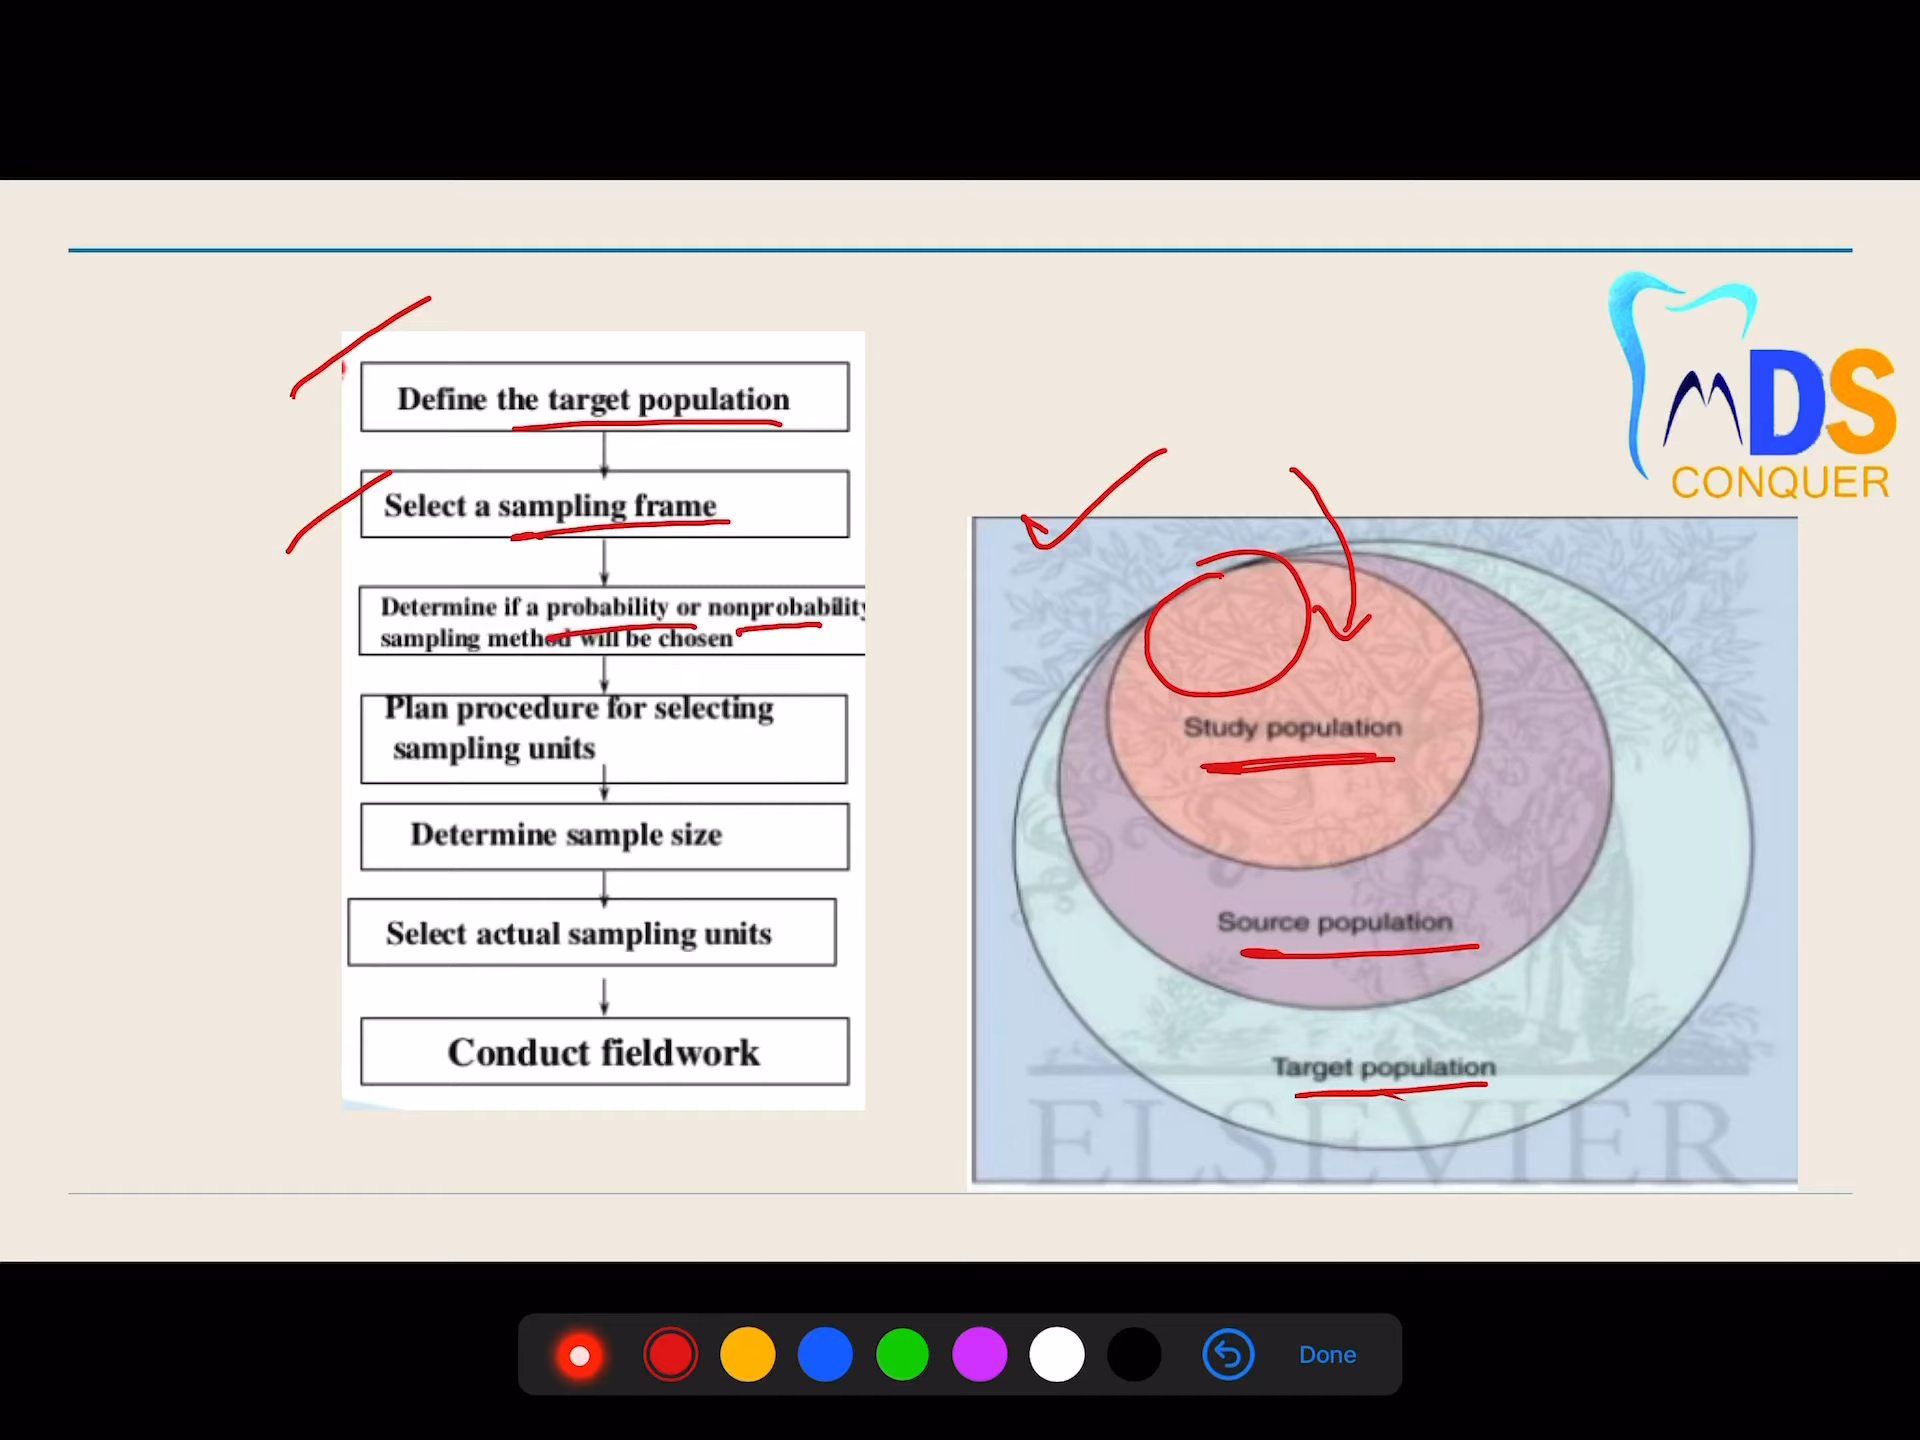 Define the target population
Select a sampling frame
Determine if a probability or nonprobability
sampling method will be chosen
Plan procedure for selecting
sampling units
Determine sample size
Select actual sampling units
Conduct fieldwork
MDS
CONQUER
Study population
Source population
Target population
ELSEVIER
Done